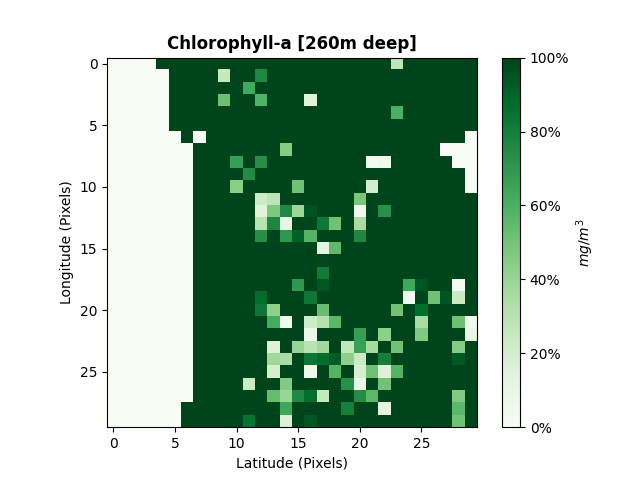 Chlorophyll-a [260m deep]
Longitude (Pixels)
0
5
10
15
20
25
0 5 10 15 20 25
Latitude (Pixels)
100%
80%
60%
40%
20%
0%
mg/m³